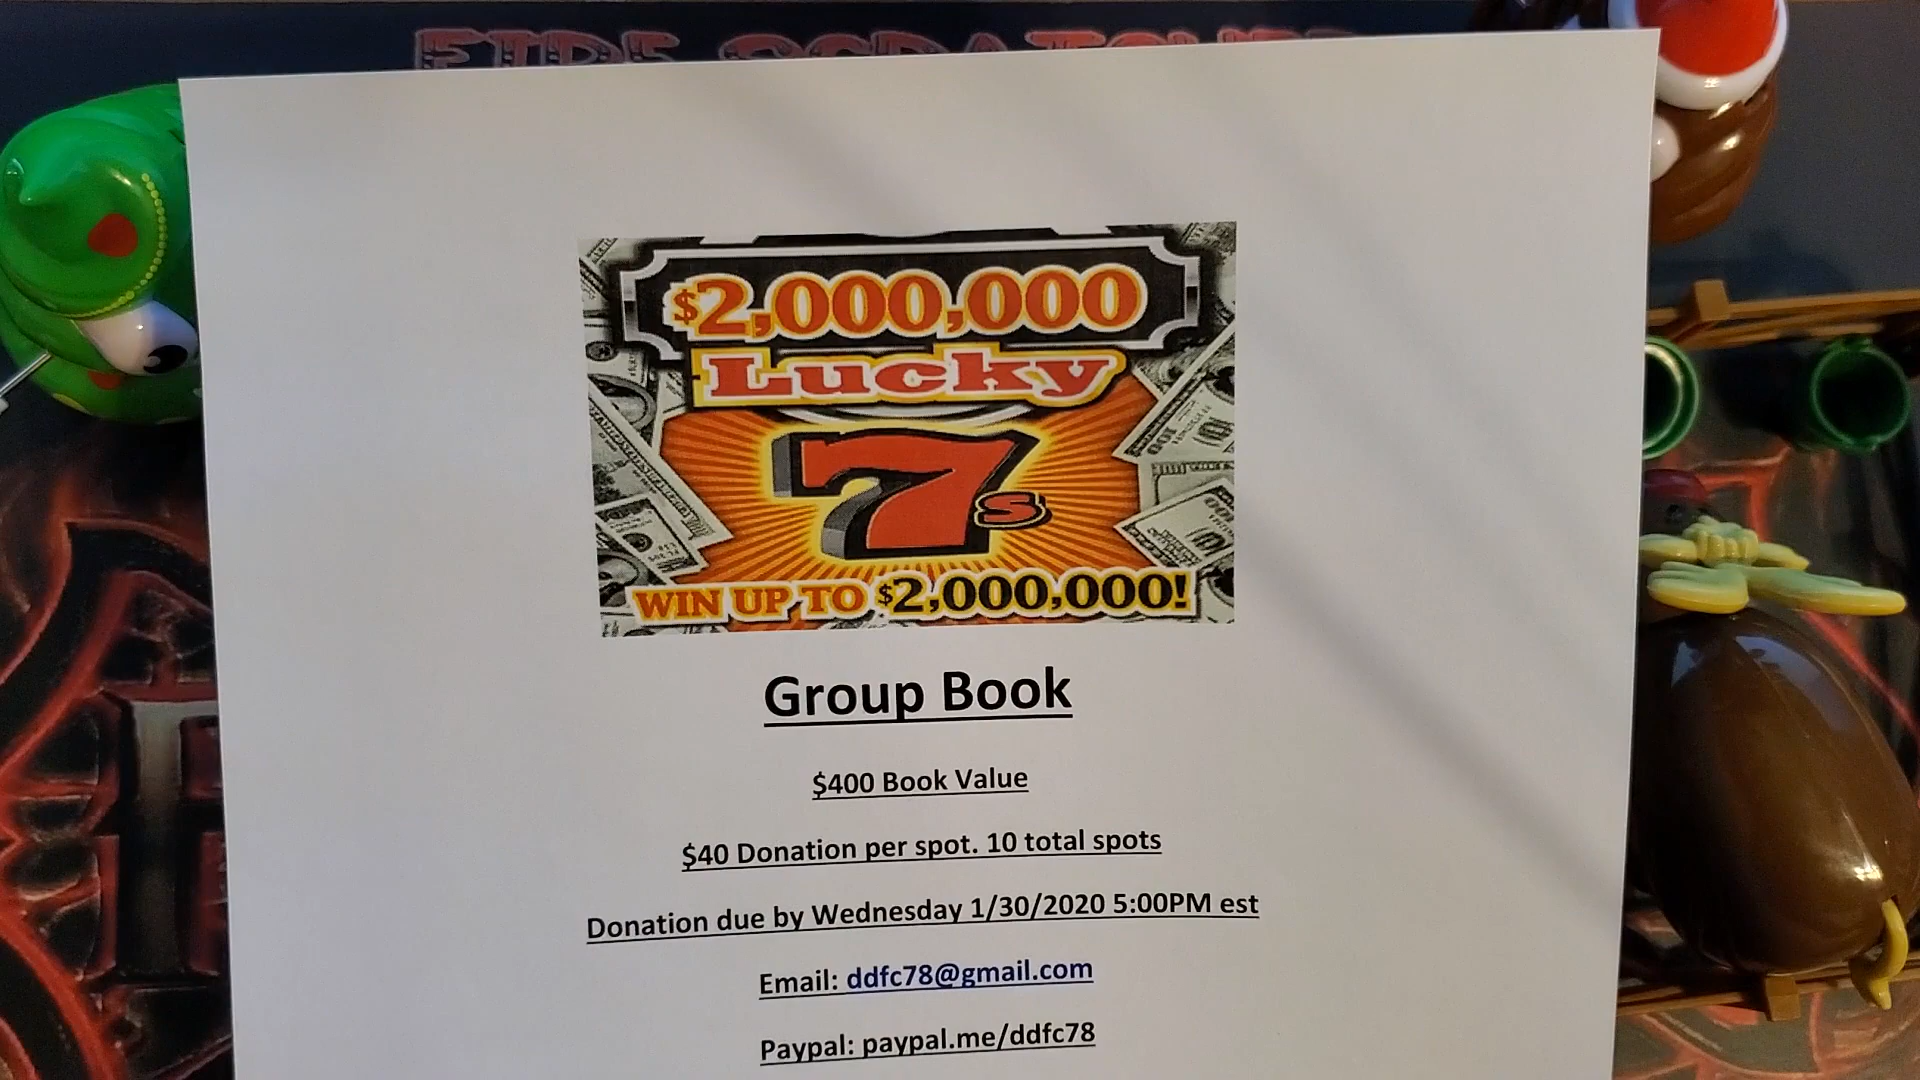 $2,000,000
Lucky
7s
WIN UP TO $2,000,000!
Group Book
$400 Book Value
$40 Donation per spot. 10 total spots
Donation due by Wednesday 1/30/2020 5:00PM est
Email: ddfc78@gmail.com
Paypal: paypal.me/ddfc78